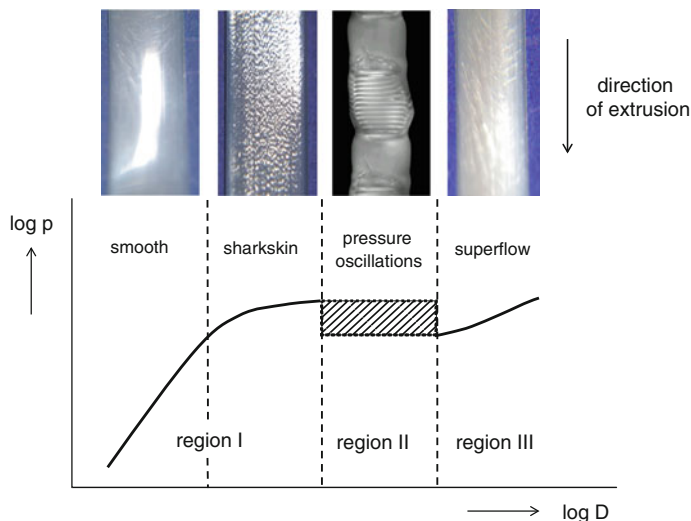 direction
of extrusion
log p
smooth
sharkskin
pressure
oscillations
superflow
region I
region II
region III
log D